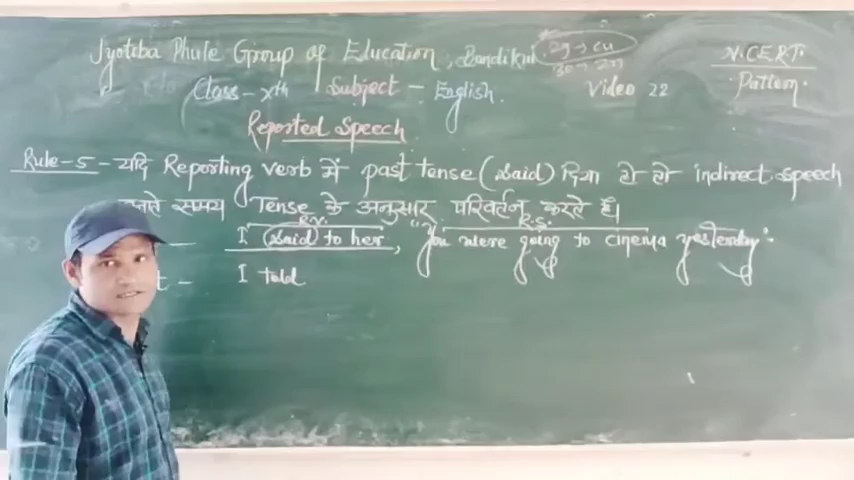 Jyotiba Phule Group of Education, Bandikui
N.C.E.R.T.
Pattern
Class - Xth Subject - English. Video 22
Reported Speech
Rule-5 - यदि Reporting verb में past tense (said) दिया हो तो indirect speech
समय Tense के अनुसार परिवर्तन करते हैं।
R.V. R.S.
- I (said) to her, "You were going to cinema yesterday."
t - I told